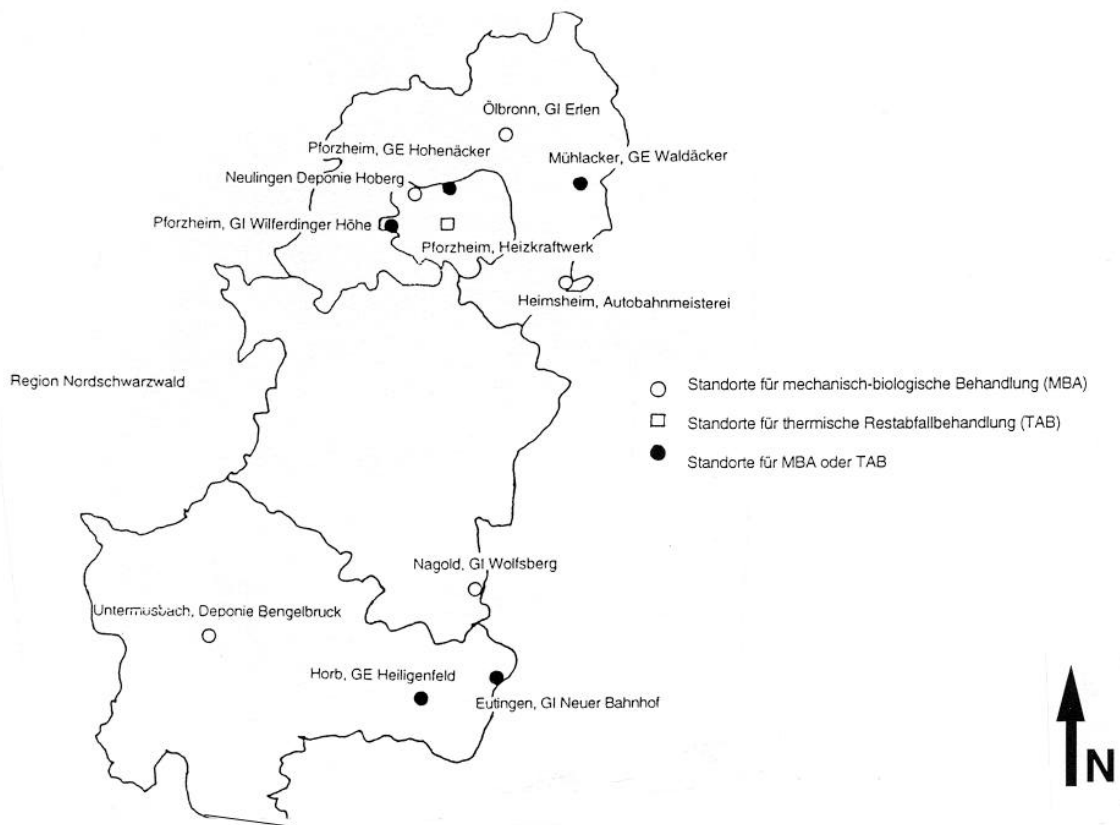 Ölbronn, GI Erlen
Pforzheim, GE Hohenäcker
Mühlacker, GE Waldäcker
Neulingen Deponie Hoberg
Pforzheim, GI Wilferdinger Höhe
Pforzheim, Heizkraftwerk
Heimsheim, Autobahnmeisterei
Region Nordschwarzwald
Standorte für mechanisch-biologische Behandlung (MBA)
Standorte für thermische Restabfallbehandlung (TAB)
Standorte für MBA oder TAB
Nagold, GI Wolfsberg
Untermusbach, Deponie Bengelbruck
Horb, GE Heiligenfeld
Eutingen, GI Neuer Bahnhof
N